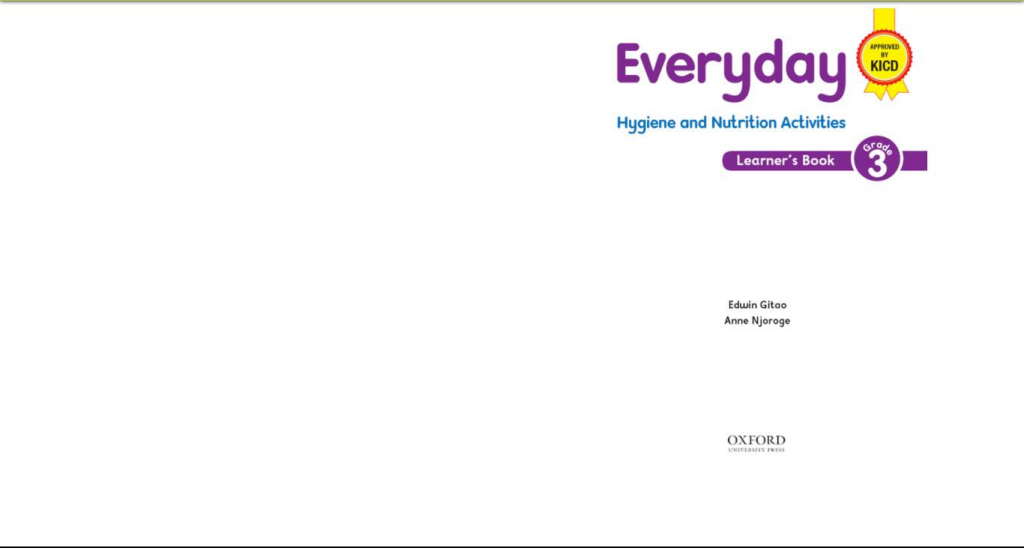 Everyday
APPROVED
BY
KICD
Hygiene and Nutrition Activities
Learner's Book
Grade
3
Edwin Gitao
Anne Njoroge
OXFORD
UNIVERSITY PRESS